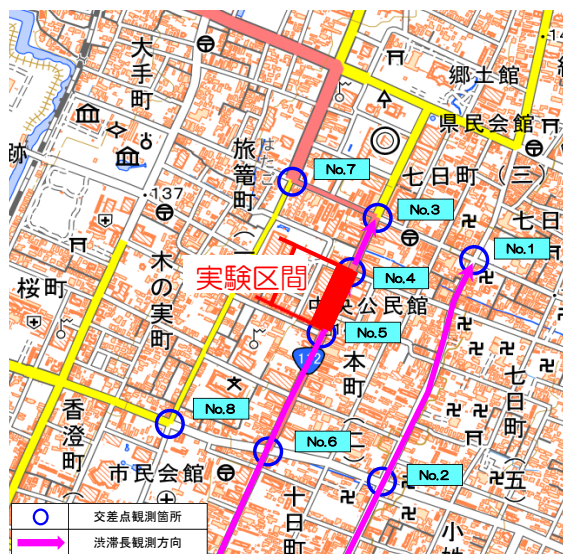 大手町
郷土館
県民会館
跡
旅籠町
はたご
No.7
七日町(三)
No.3
137
七日
No.1
No.4
実験区間
木の実町
桜町
中央公民館
No.5
112
本町
(二)
七日町(五)
No.8
香澄町
No.6
市民会館
No.2
十日町
小姓
交差点観測箇所
渋滞長観測方向